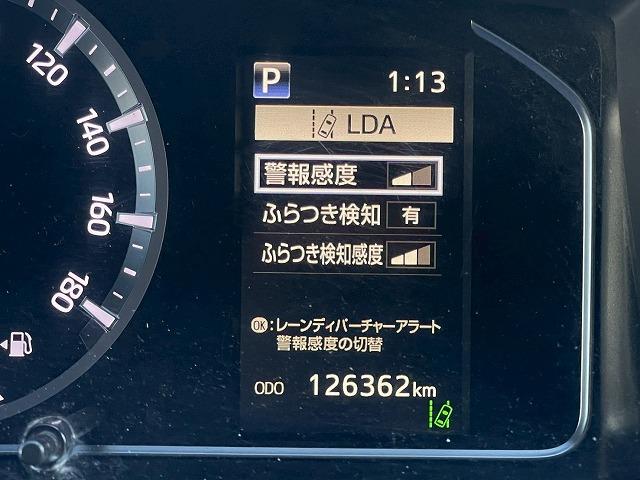 120
140
160
180
P 1:13
LDA
警報感度
ふらつき検知 有
ふらつき検知感度
OK:レーンディパーチャーアラート
警報感度の切替
ODO 126362km